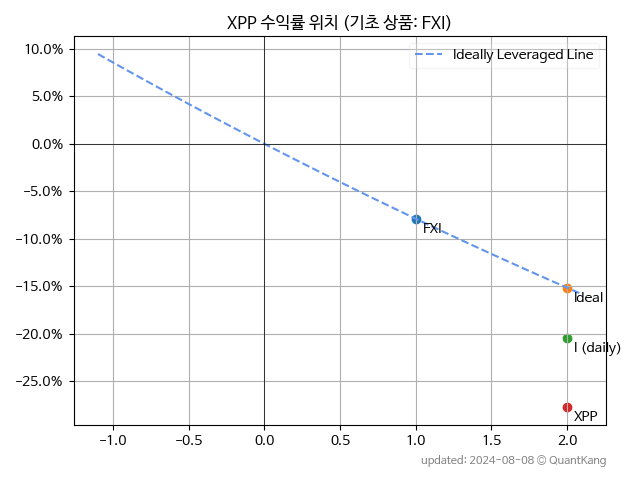 XPP 수익률 위치 (기초 상품: FXI)
10.0%
5.0%
0.0%
−5.0%
−10.0%
−15.0%
−20.0%
−25.0%
Ideally Leveraged Line
FXI
Ideal
I (daily)
XPP
−1.0 −0.5 0.0 0.5 1.0 1.5 2.0
updated: 2024-08-08 © QuantKang